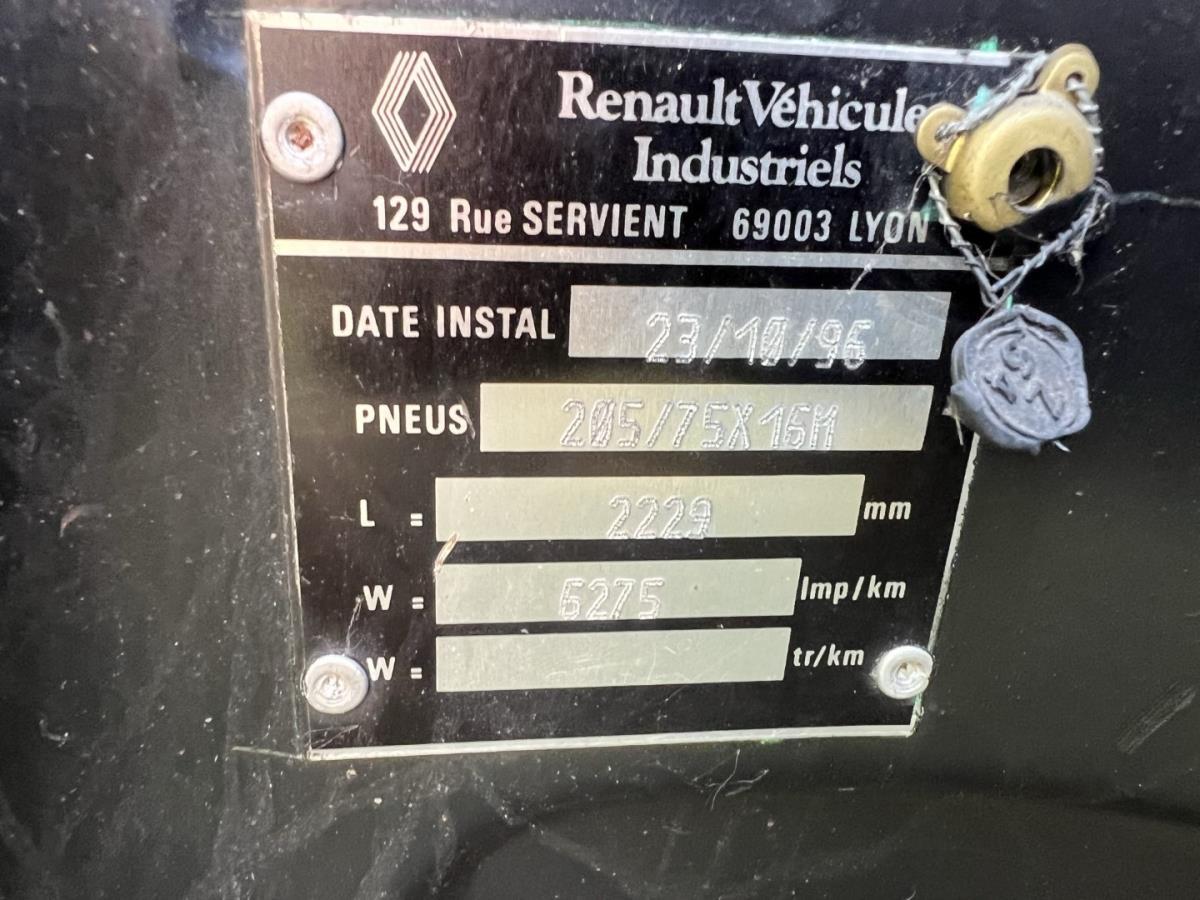 Renault Véhicule
Industriels
129 Rue SERVIENT 69003 LYON
DATE INSTAL 23/10/96
PNEUS 205/75X16M
L = 2229 mm
W = 6275 Imp/km
W = tr/km